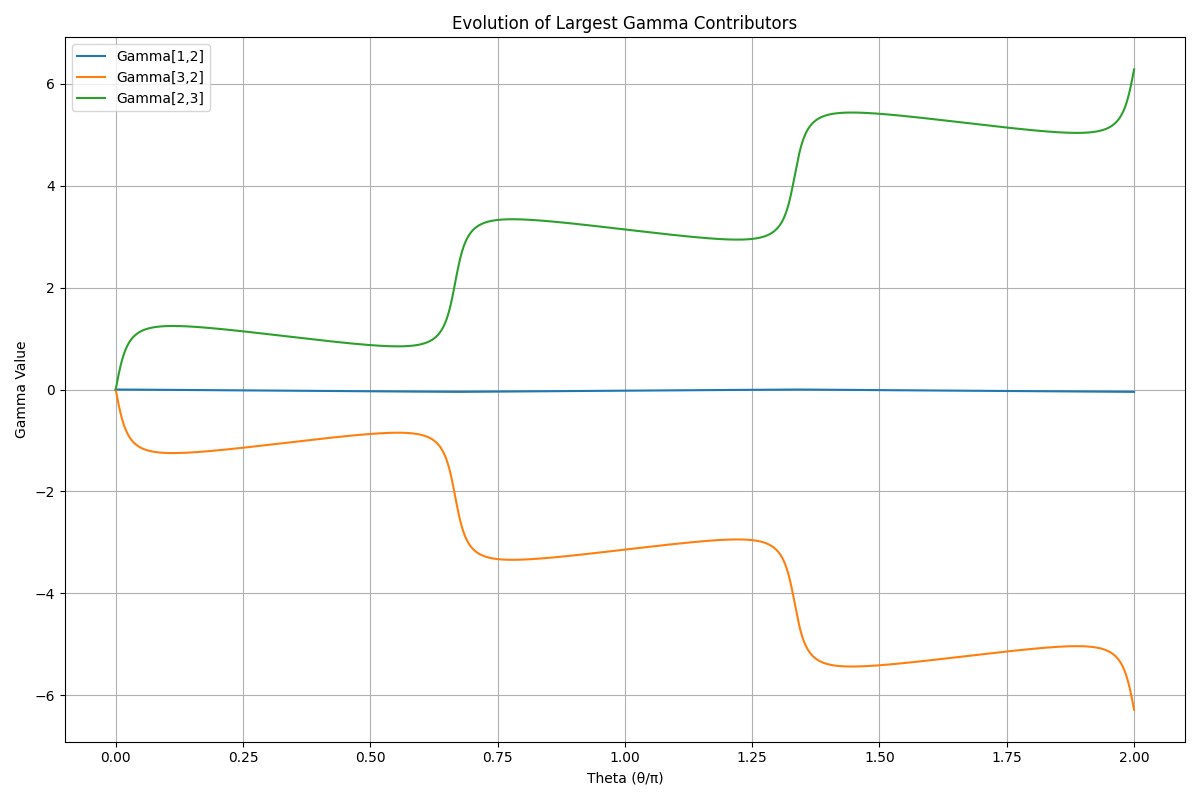 Evolution of Largest Gamma Contributors
Gamma[1,2]
Gamma[3,2]
Gamma[2,3]
Gamma Value
6
4
2
0
−2
−4
−6
0.00 0.25 0.50 0.75 1.00 1.25 1.50 1.75 2.00
Theta (θ/π)